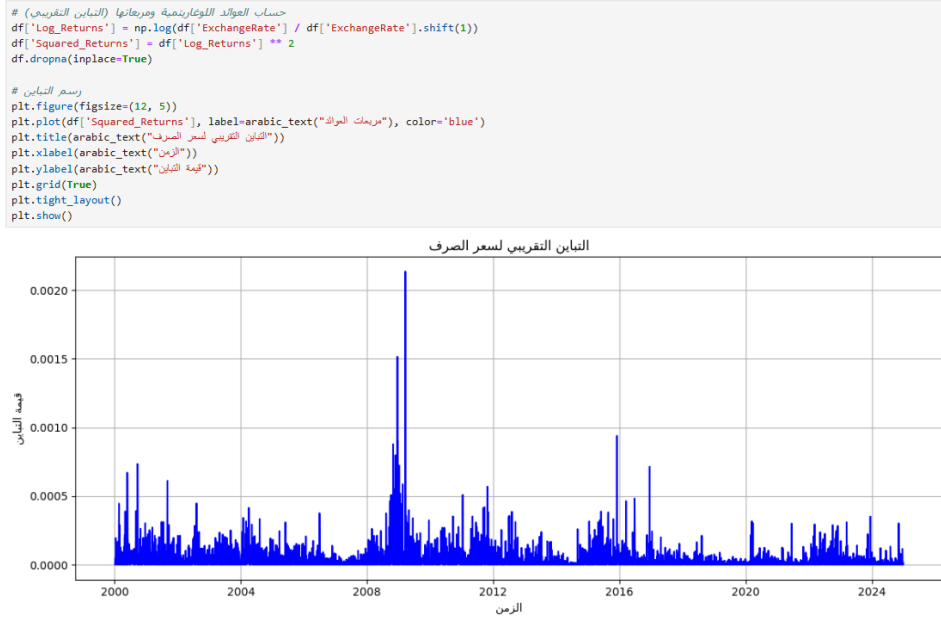 # حساب العوائد اللوغاريتمية ومربعاتها (التباين التقريبي)
df['Log_Returns'] = np.log(df['ExchangeRate'] / df['ExchangeRate'].shift(1))
df['Squared_Returns'] = df['Log_Returns'] ** 2
df.dropna(inplace=True)
# رسم التباين
plt.figure(figsize=(12, 5))
plt.plot(df['Squared_Returns'], label=arabic_text("مربعات العوائد"), color='blue')
plt.title(arabic_text("التباين التقريبي لسعر الصرف"))
plt.xlabel(arabic_text("الزمن"))
plt.ylabel(arabic_text("قيمة التباين"))
plt.grid(True)
plt.tight_layout()
plt.show()
التباين التقريبي لسعر الصرف
0.0020
0.0015
0.0010
0.0005
0.0000
قيمة التباين
2000 2004 2008 2012 2016 2020 2024
الزمن